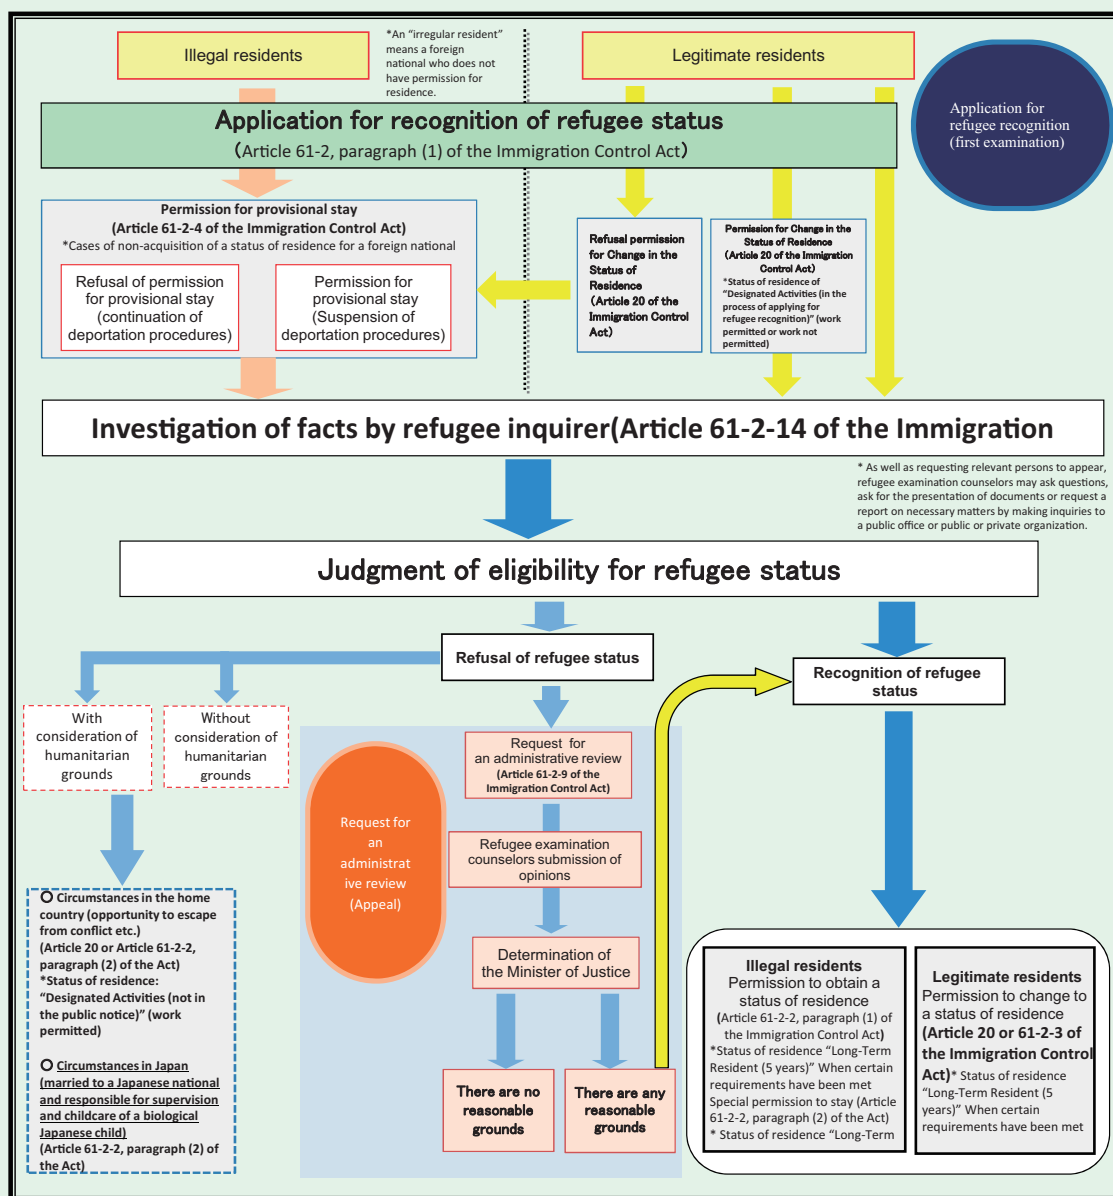 Illegal residents
*An “irregular resident”
means a foreign
national who does not
have permission for
residence.
Legitimate residents
Application for
refugee recognition
(first examination)
Application for recognition of refugee status
(Article 61-2, paragraph (1) of the Immigration Control Act)
Permission for provisional stay
(Article 61-2-4 of the Immigration Control Act)
*Cases of non-acquisition of a status of residence for a foreign national
Refusal of permission
for provisional stay
(continuation of
deportation procedures)
Permission for
provisional stay
(Suspension of
deportation procedures)
Refusal permission
for Change in the
Status of
Residence
(Article 20 of the
Immigration Control
Act)
Permission for Change in the
Status of Residence
(Article 20 of the Immigration
Control Act)
*Status of residence of
“Designated Activities (in the
process of applying for
refugee recognition)” (work
permitted or work not
permitted)
Investigation of facts by refugee inquirer(Article 61-2-14 of the Immigration
* As well as requesting relevant persons to appear,
refugee examination counselors may ask questions,
ask for the presentation of documents or request a
report on necessary matters by making inquiries to
a public office or public or private organization.
Judgment of eligibility for refugee status
Refusal of refugee status
Recognition of refugee
status
With
consideration of
humanitarian
grounds
Without
consideration of
humanitarian
grounds
Request for
an
administrat
ive review
(Appeal)
Request for
an administrative review
(Article 61-2-9 of the
Immigration Control Act)
Refugee examination
counselors submission of
opinions
Determination of
the Minister of Justice
There are no
reasonable
grounds
There are any
reasonable
grounds
○ Circumstances in the home
country (opportunity to escape
from conflict etc.)
(Article 20 or Article 61-2-2,
paragraph (2) of the Act)
*Status of residence:
“Designated Activities (not in
the public notice)” (work
permitted)
○ Circumstances in Japan
(married to a Japanese national
and responsible for supervision
and childcare of a biological
Japanese child)
(Article 61-2-2, paragraph (2) of
the Act)
Illegal residents
Permission to obtain a
status of residence
(Article 61-2-2, paragraph (1) of
the Immigration Control Act)
*Status of residence “Long-Term
Resident (5 years)” When certain
requirements have been met
Special permission to stay (Article
61-2-2, paragraph (2) of the Act)
* Status of residence “Long-Term
Legitimate residents
Permission to change to
a status of residence
(Article 20 or 61-2-3 of
the Immigration Control
Act)* Status of residence
“Long-Term Resident (5
years)” When certain
requirements have been met